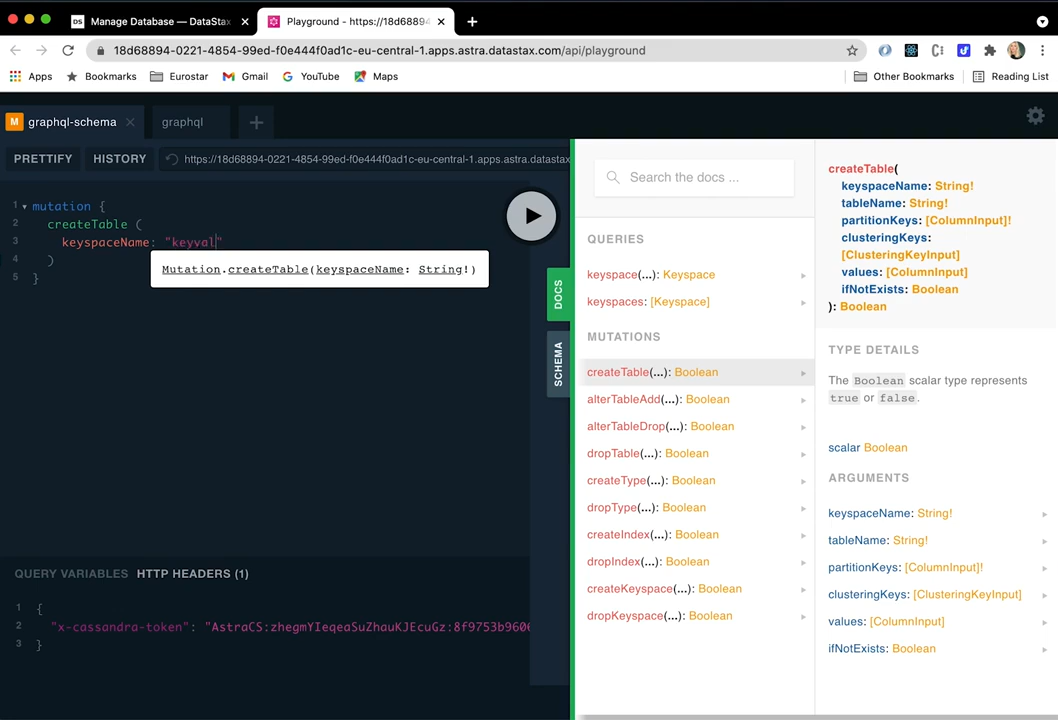 DS Manage Database — DataStax
Playground - https://18d68894
18d68894-0221-4854-99ed-f0e444f0ad1c-eu-central-1.apps.astra.datastax.com/api/playground
Apps Bookmarks Eurostar Gmail YouTube Maps Other Bookmarks Reading List
M graphql-schema graphql
PRETTIFY HISTORY https://18d68894-0221-4854-99ed-f0e444f0ad1c-eu-central-1.apps.astra.datastax
1 mutation {
2 createTable (
3 keyspaceName: "keyval"
4 )
5 }
Mutation.createTable(keyspaceName: String!)
QUERY VARIABLES HTTP HEADERS (1)
1 {
2 "x-cassandra-token": "AstraCS:zhegmYIeqeaSuZhauKJEcuGz:8f9753b9606
3 }
DOCS
SCHEMA
Search the docs ...
QUERIES
keyspace(...): Keyspace
keyspaces: [Keyspace]
MUTATIONS
createTable(...): Boolean
alterTableAdd(...): Boolean
alterTableDrop(...): Boolean
dropTable(...): Boolean
createType(...): Boolean
dropType(...): Boolean
createIndex(...): Boolean
dropIndex(...): Boolean
createKeyspace(...): Boolean
dropKeyspace(...): Boolean
createTable(
keyspaceName: String!
tableName: String!
partitionKeys: [ColumnInput]!
clusteringKeys:
[ClusteringKeyInput]
values: [ColumnInput]
ifNotExists: Boolean
): Boolean
TYPE DETAILS
The Boolean scalar type represents
true or false.
scalar Boolean
ARGUMENTS
keyspaceName: String!
tableName: String!
partitionKeys: [ColumnInput]!
clusteringKeys: [ClusteringKeyInput]
values: [ColumnInput]
ifNotExists: Boolean